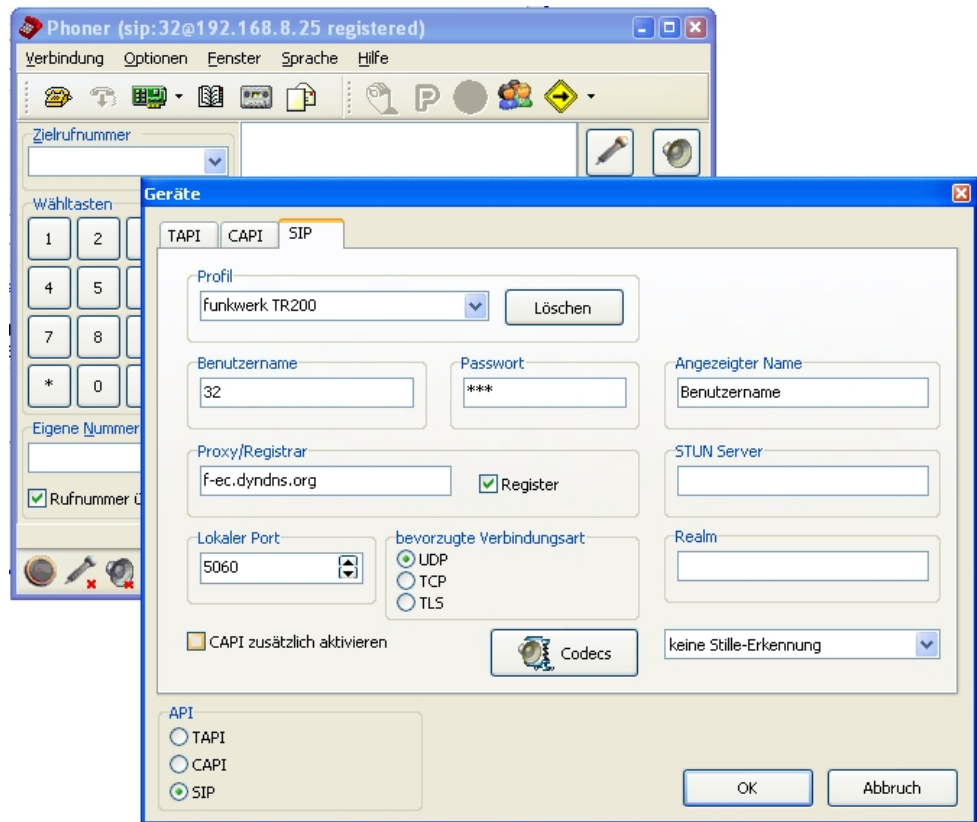 Phoner (sip:32@192.168.8.25 registered)
Verbindung Optionen Fenster Sprache Hilfe
P
Zielrufnummer
Wähltasten
1 2
4 5
7 8
* 0
Eigene Nummer
Rufnummer
Geräte
TAPI CAPI SIP
Profil
funkwerk TR200 Löschen
Benutzername Passwort Angezeigter Name
32 *** Benutzername
Proxy/Registrar STUN Server
f-ec.dyndns.org Register
Lokaler Port bevorzugte Verbindungsart Realm
5060 UDP
TCP
TLS
CAPI zusätzlich aktivieren Codecs keine Stille-Erkennung
API
TAPI
CAPI
SIP
OK Abbruch